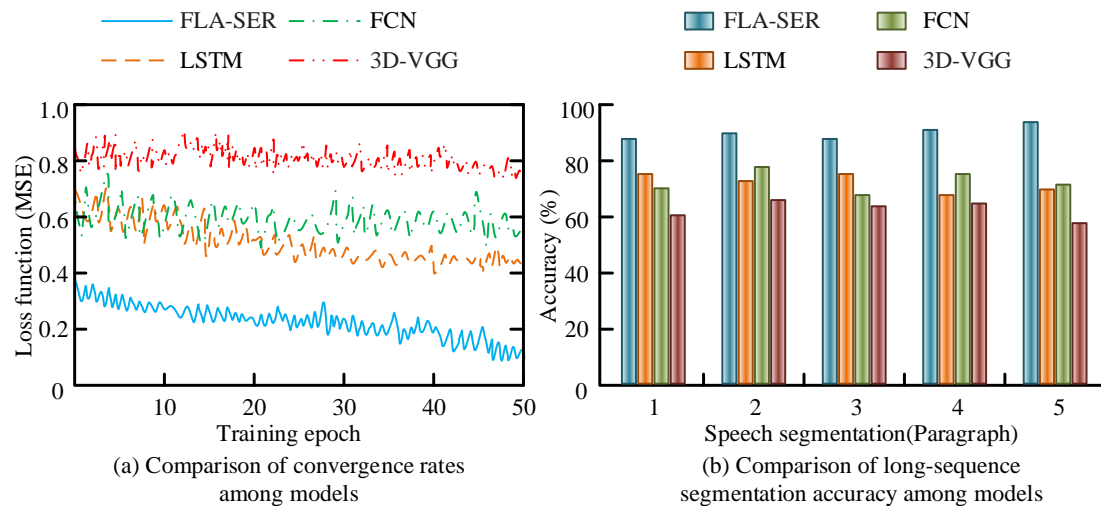 FLA-SER
FCN
LSTM
3D-VGG
1.0
0.8
0.6
0.4
0.2
0
Loss function (MSE)
10
20
30
40
50
Training epoch
(a) Comparison of convergence rates
among models
FLA-SER
FCN
LSTM
3D-VGG
100
80
60
40
20
0
Accuracy (%)
1
2
3
4
5
Speech segmentation(Paragraph)
(b) Comparison of long-sequence
segmentation accuracy among models